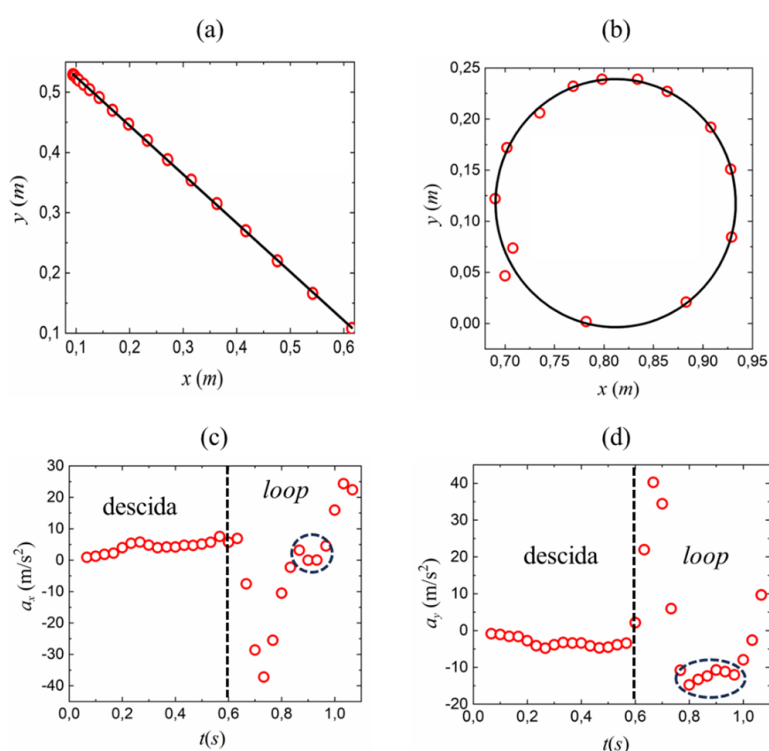 (a)
0,5
0,4
0,3
0,2
0,1
y (m)
0,1 0,2 0,3 0,4 0,5 0,6
x (m)
(b)
0,25
0,20
0,15
0,10
0,05
0,00
y (m)
0,70 0,75 0,80 0,85 0,90 0,95
x (m)
(c)
30
20
10
0
-10
-20
-30
-40
aₓ (m/s²)
descida
loop
0,0 0,2 0,4 0,6 0,8 1,0
t(s)
(d)
40
30
20
10
0
-10
-20
a_y (m/s²)
descida
loop
0,0 0,2 0,4 0,6 0,8 1,0
t(s)